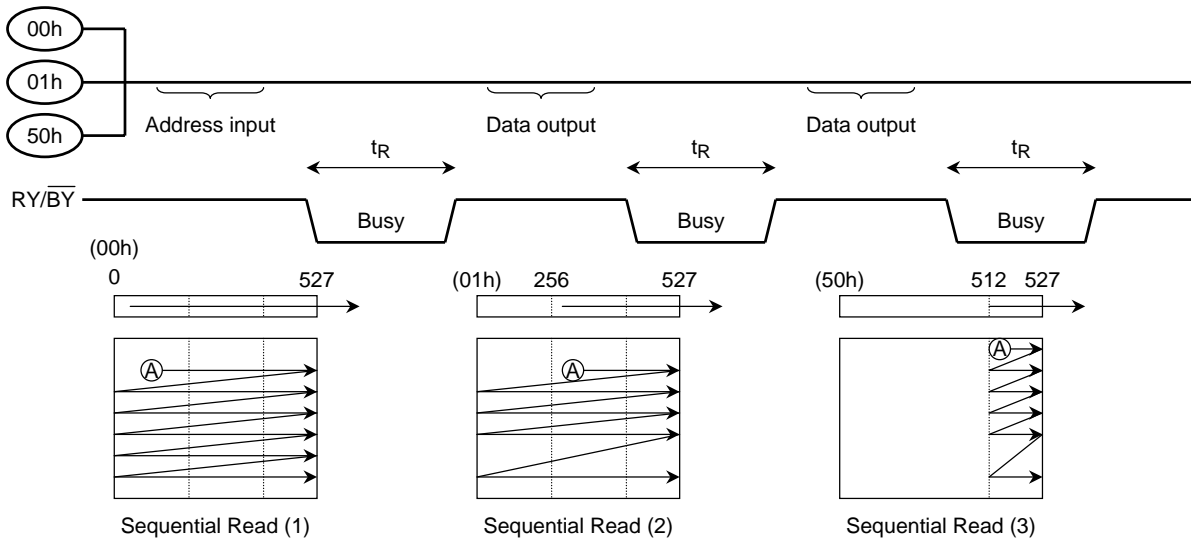 00h
01h
50h
Address input Data output Data output
tR tR tR
RY/BY Busy Busy Busy
(00h)
0 527 (01h) 256 527 (50h) 512 527
A A A
Sequential Read (1) Sequential Read (2) Sequential Read (3)